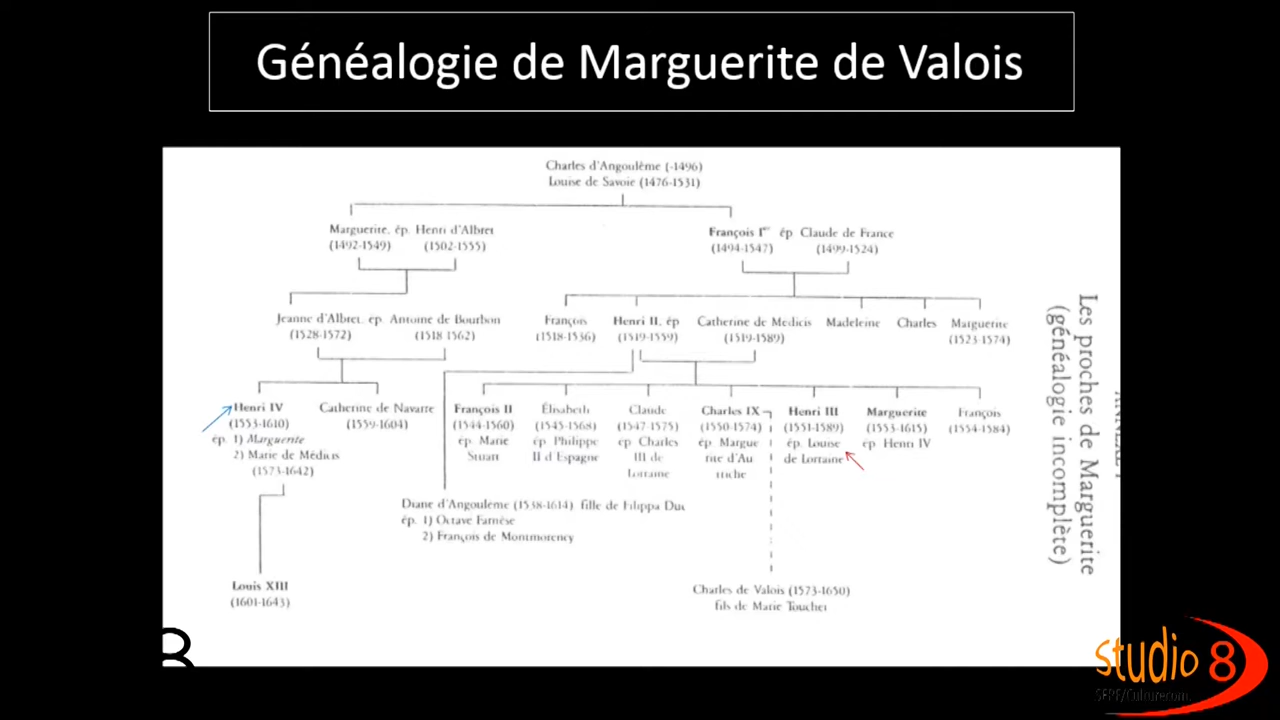 Généalogie de Marguerite de Valois
Charles d'Angoulême (-1496)
Louise de Savoie (1476-1531)
Marguerite, ép. Henri d'Albret
(1492-1549) (1502-1555)
François Ier ép Claude de France
(1494-1547) (1499-1524)
Jeanne d'Albret, ep. Antoine de Bourbon
(1528-1572) (1518-1562)
François
(1518-1536)
Henri II, ép
(1519-1559)
Catherine de Médicis
(1519-1589)
Madeleine
Charles
Marguerite
(1523-1574)
Henri IV
(1553-1610)
ép. 1) Marguerite
2) Marie de Médicis
(1573-1642)
Catherine de Navarre
(1559-1604)
François II
(1544-1560)
ép. Marie
Stuart
Élisabeth
(1545-1568)
ép Philippe
II d'Espagne
Claude
(1547-1575)
ép Charles
III de
Lorraine
Charles IX
(1550-1574)
ép. Margue
rite d'Au
triche
Henri III
(1551-1589)
ép. Louise
de Lorraine
Marguerite
(1553-1615)
ép Henri IV
François
(1554-1584)
Diane d'Angoulême (1538-1614) fille de Filippa Duc
ép. 1) Octave Farnèse
2) François de Montmorency
Louis XIII
(1601-1643)
Charles de Valois (1573-1650)
fils de Marie Touchet
Les proches de Marguerite
(généalogie incomplète)
8
studio 8
SFPF/Culturecom.